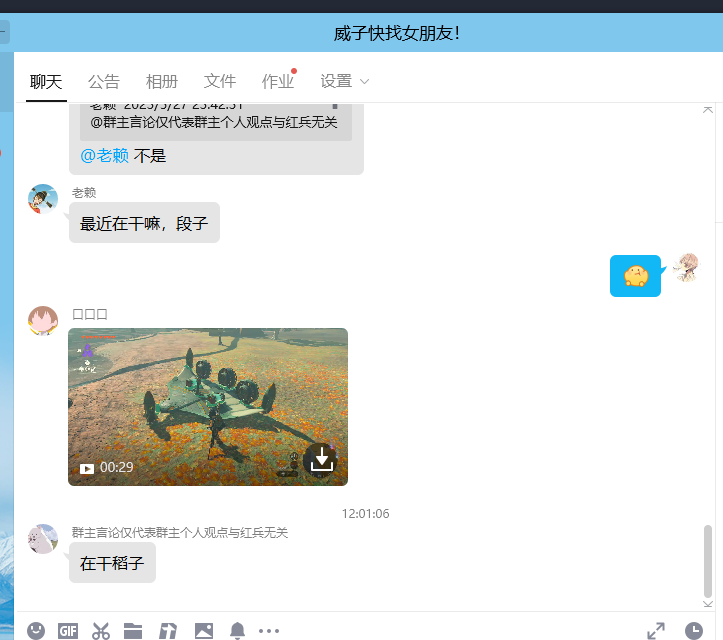 威子快找女朋友！
聊天 公告 相册 文件 作业 设置
老赖 2023/5/27 23:42:51
@群主言论仅代表群主个人观点与红兵无关
@老赖 不是
老赖
最近在干嘛，段子
口口口
00:29
12:01:06
群主言论仅代表群主个人观点与红兵无关
在干稻子
GIF